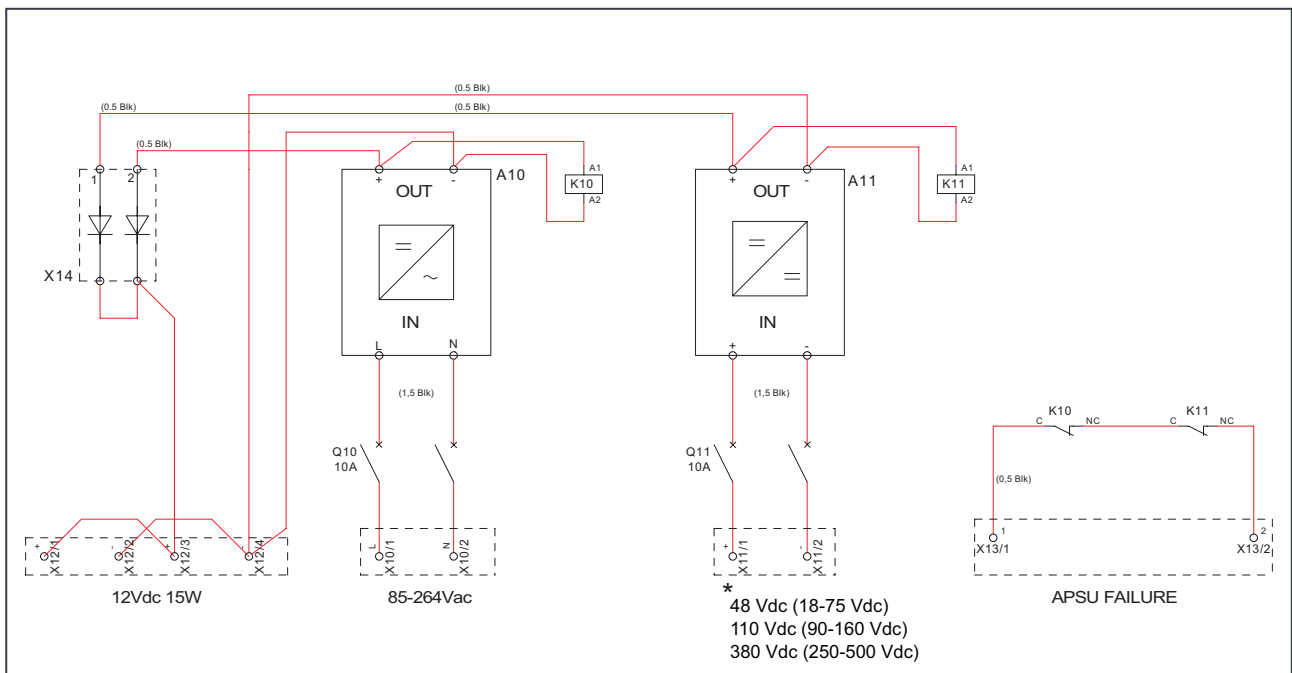 (0.5 Blk)
(0.5 Blk) (0.5 Blk)
(0.5 Blk)
1 2
X14
+ - A10
OUT
IN
L N
A1
K10
A2
+ - A11
OUT
IN
+ -
A1
K11
A2
(1,5 Blk)
(1,5 Blk)
Q10
10A
Q11
10A
K10
C NC
K11
C NC
(0,5 Blk)
+ X12/1
- X12/2
+ X12/3
- X12/4
L X10/1
N X10/2
+ X11/1
- X11/2
1
X13/1
2
X13/2
12Vdc 15W
85-264Vac
*
48 Vdc (18-75 Vdc)
110 Vdc (90-160 Vdc)
380 Vdc (250-500 Vdc)
APSU FAILURE